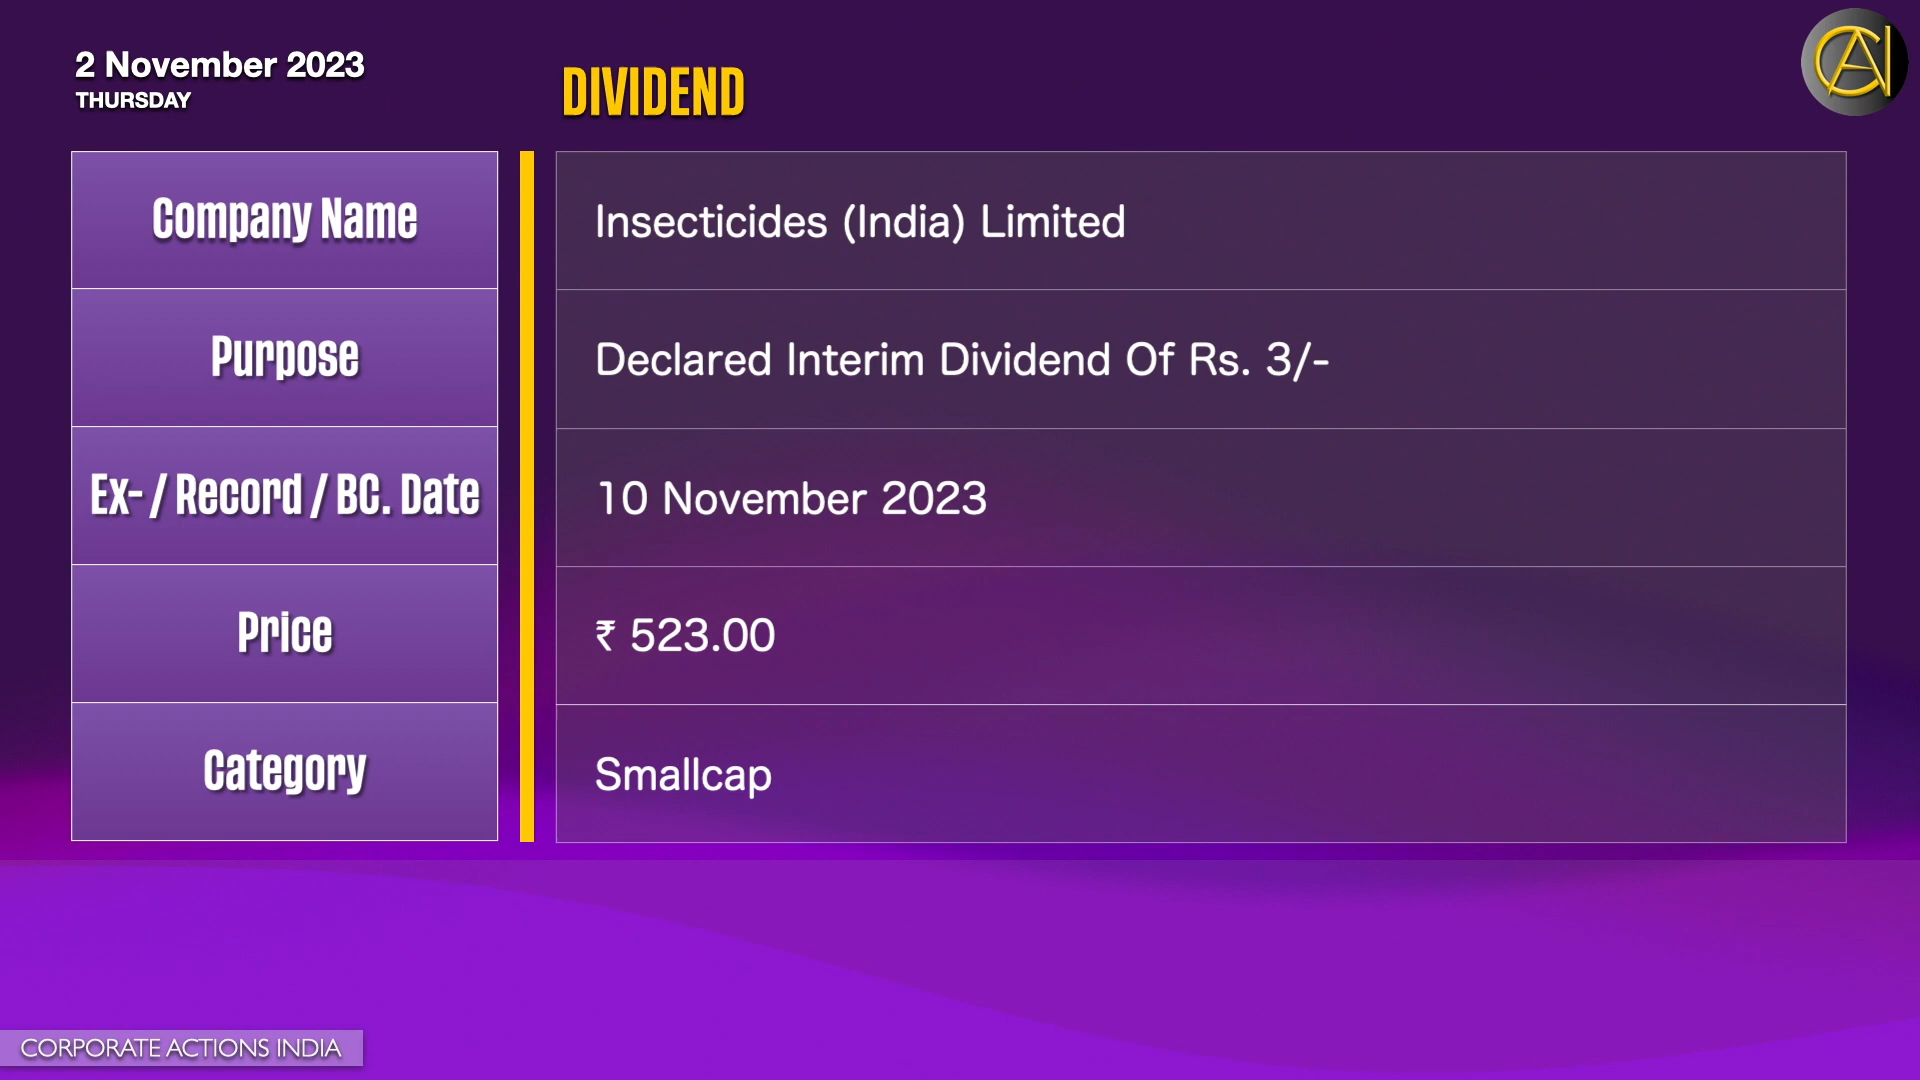 2 November 2023
THURSDAY
DIVIDEND
CAI
Company Name
Insecticides (India) Limited
Purpose
Declared Interim Dividend Of Rs. 3/-
Ex- / Record / BC. Date
10 November 2023
Price
₹ 523.00
Category
Smallcap
CORPORATE ACTIONS INDIA